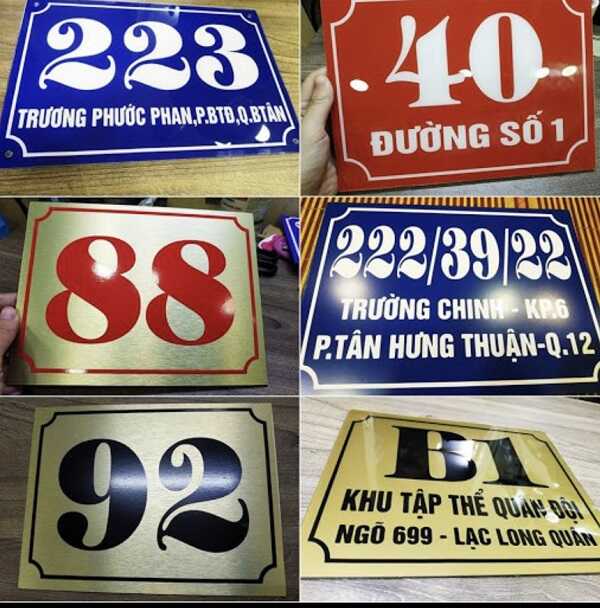 223
TRƯƠNG PHƯỚC PHAN,P.BTĐ,Q.BTÂN
40
ĐƯỜNG SỐ 1
88
222/39/22
TRƯỜNG CHINH - KP.6
P.TÂN HƯNG THUẬN-Q.12
92
B1
KHU TẬP THỂ QUÂN ĐỘI
NGÕ 699 - LẠC LONG QUÂN